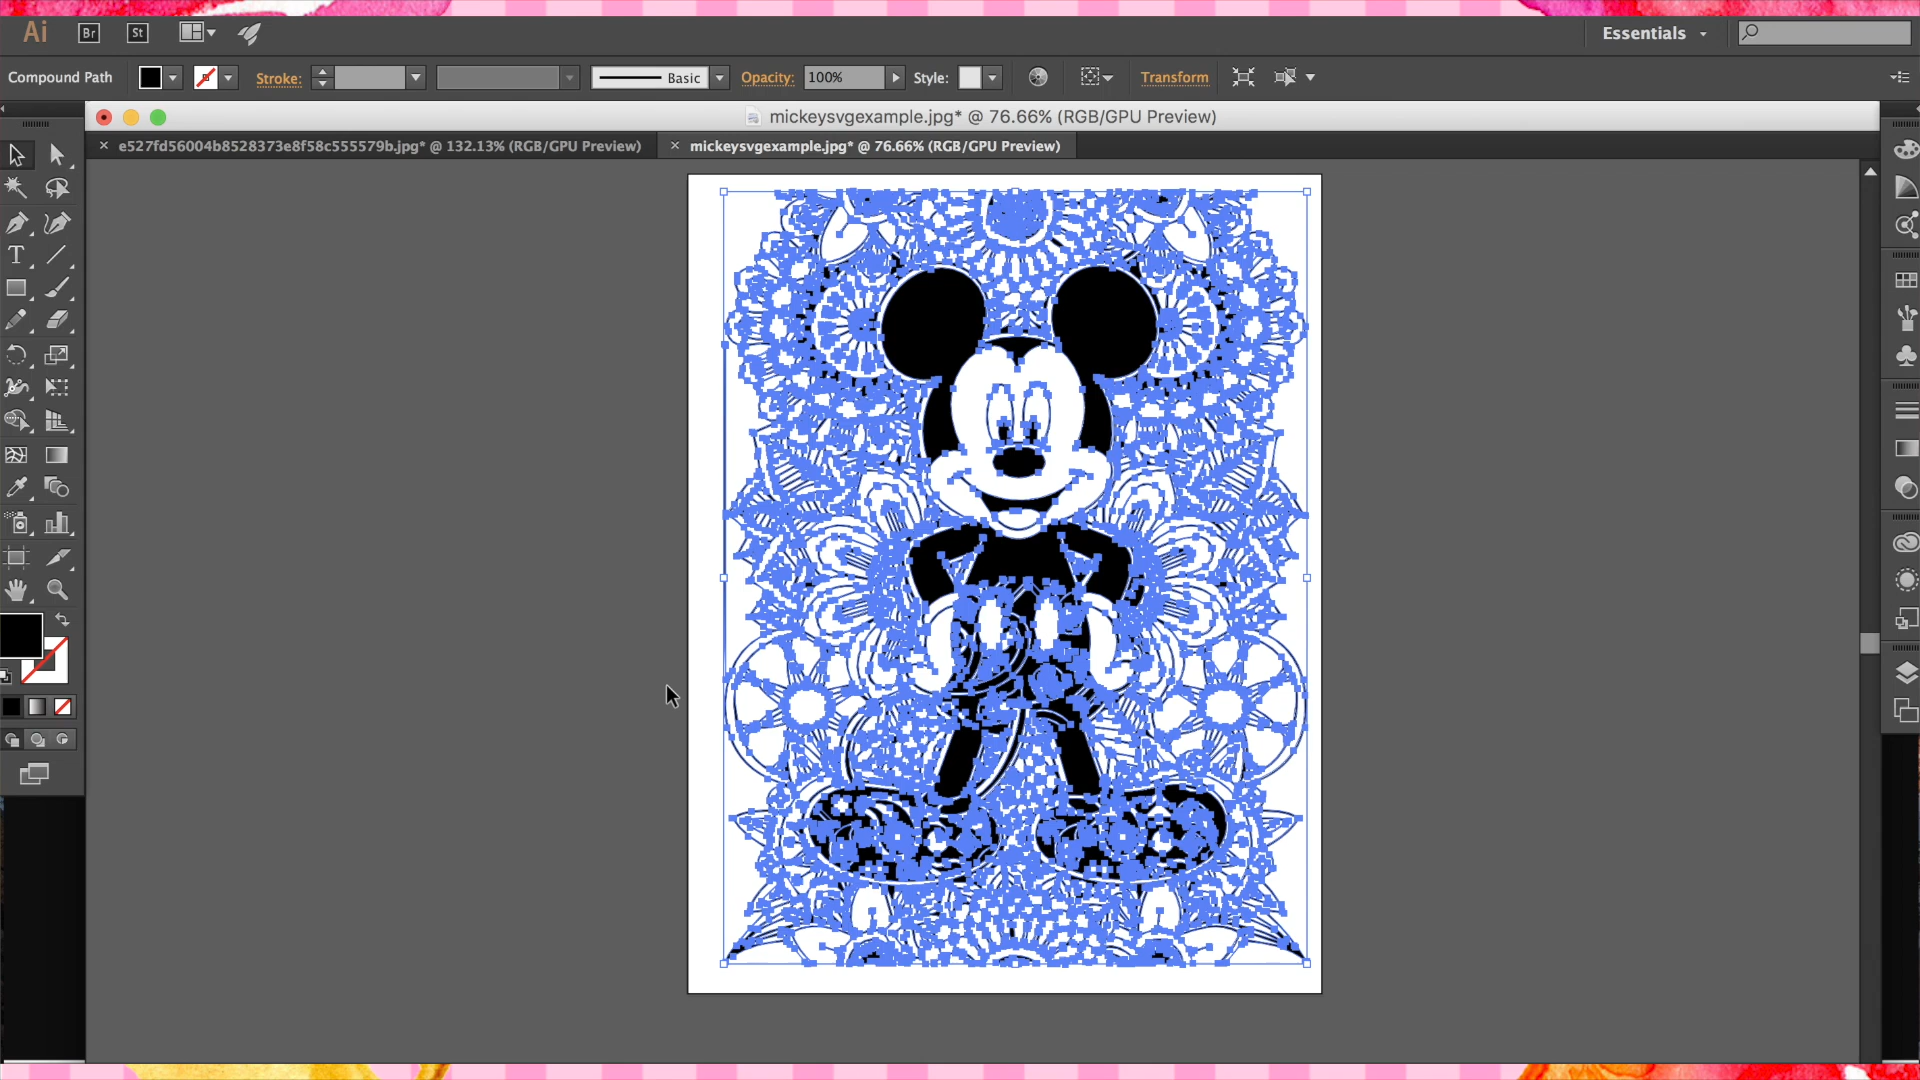 Ai Br St Essentials
Compound Path Stroke: Basic Opacity: 100% Style: Transform
mickeysvgexample.jpg* @ 76.66% (RGB/GPU Preview)
× e527fd56004b8528373e8f58c555579b.jpg* @ 132.13% (RGB/GPU Preview) × mickeysvgexample.jpg* @ 76.66% (RGB/GPU Preview)
T